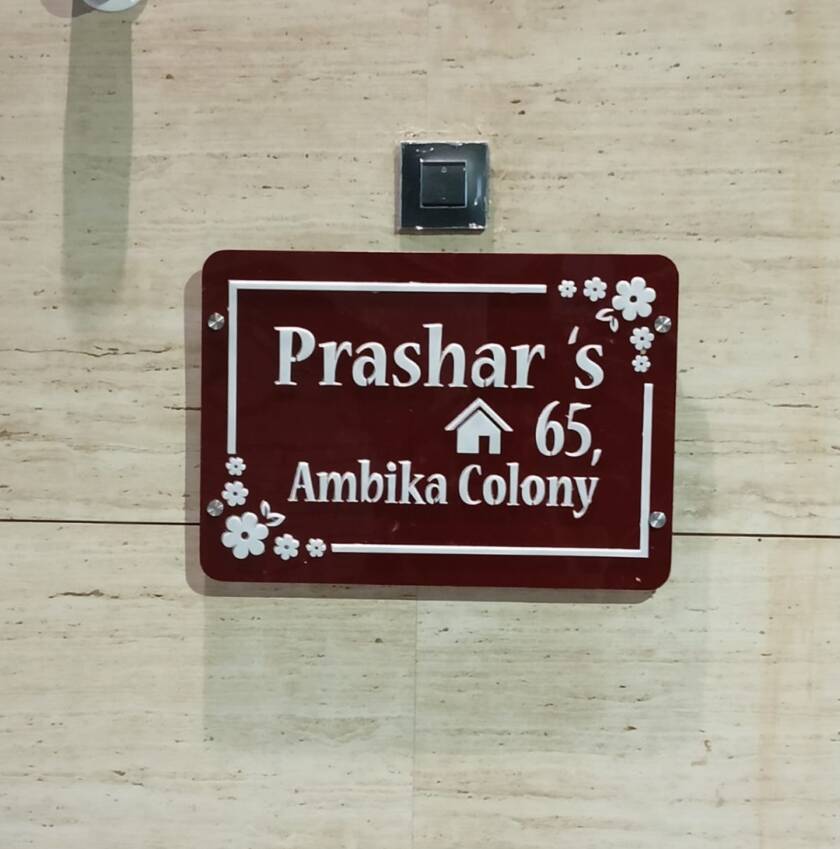 Prashar 's
65,
Ambika Colony